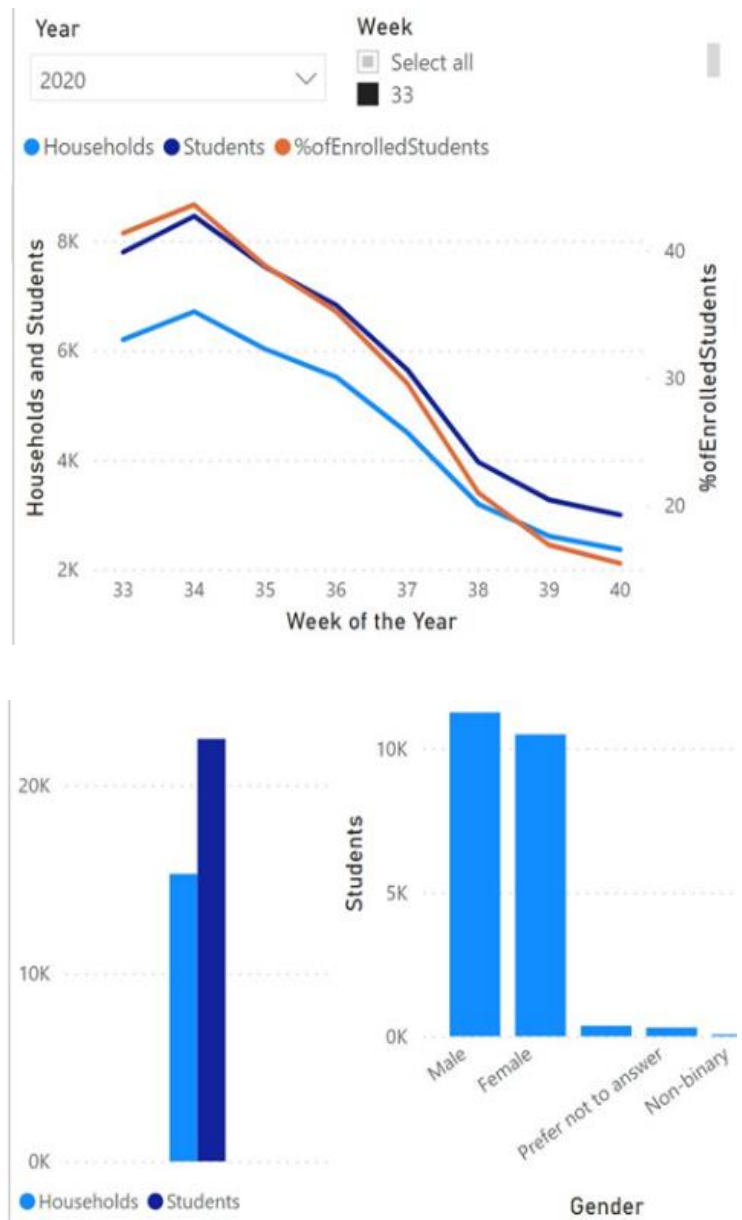 Year
Week
2020
Select all
33
Households Students %ofEnrolledStudents
Households and Students
8K
6K
4K
2K
40
30
20
%ofEnrolledStudents
33 34 35 36 37 38 39 40
Week of the Year
20K
10K
0K
Households Students
Students
10K
5K
0K
Male
Female
Prefer not to answer
Non-binary
Gender